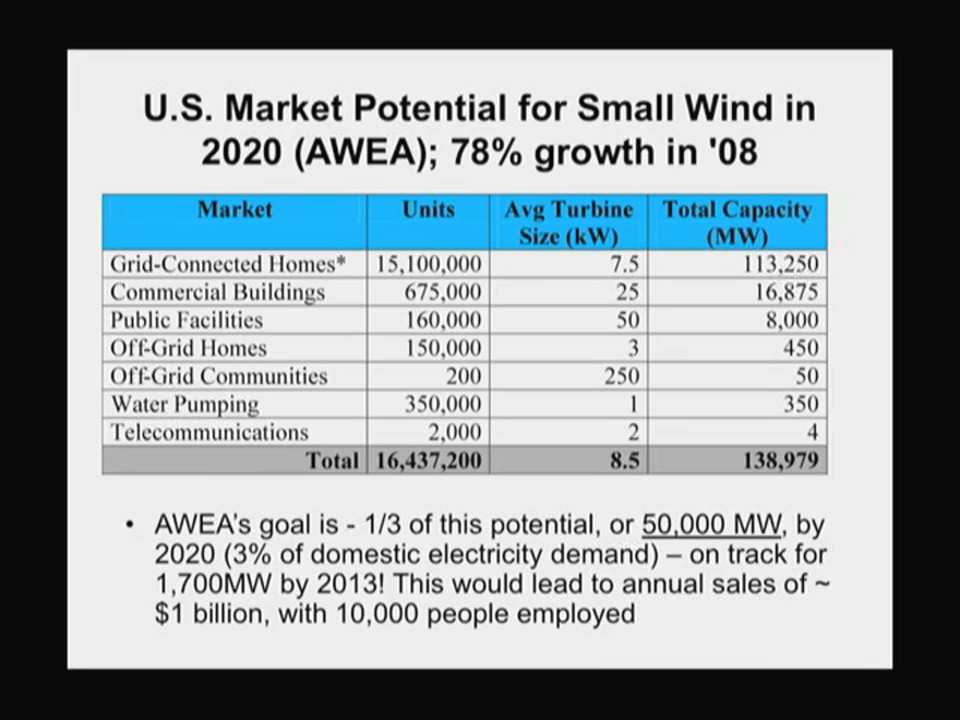 U.S. Market Potential for Small Wind in
2020 (AWEA); 78% growth in '08
Market Units Avg Turbine Size (kW) Total Capacity (MW)
Grid-Connected Homes* 15,100,000 7.5 113,250
Commercial Buildings 675,000 25 16,875
Public Facilities 160,000 50 8,000
Off-Grid Homes 150,000 3 450
Off-Grid Communities 200 250 50
Water Pumping 350,000 1 350
Telecommunications 2,000 2 4
Total 16,437,200 8.5 138,979
• AWEA's goal is - 1/3 of this potential, or 50,000 MW, by
2020 (3% of domestic electricity demand) – on track for
1,700MW by 2013! This would lead to annual sales of ~
$1 billion, with 10,000 people employed